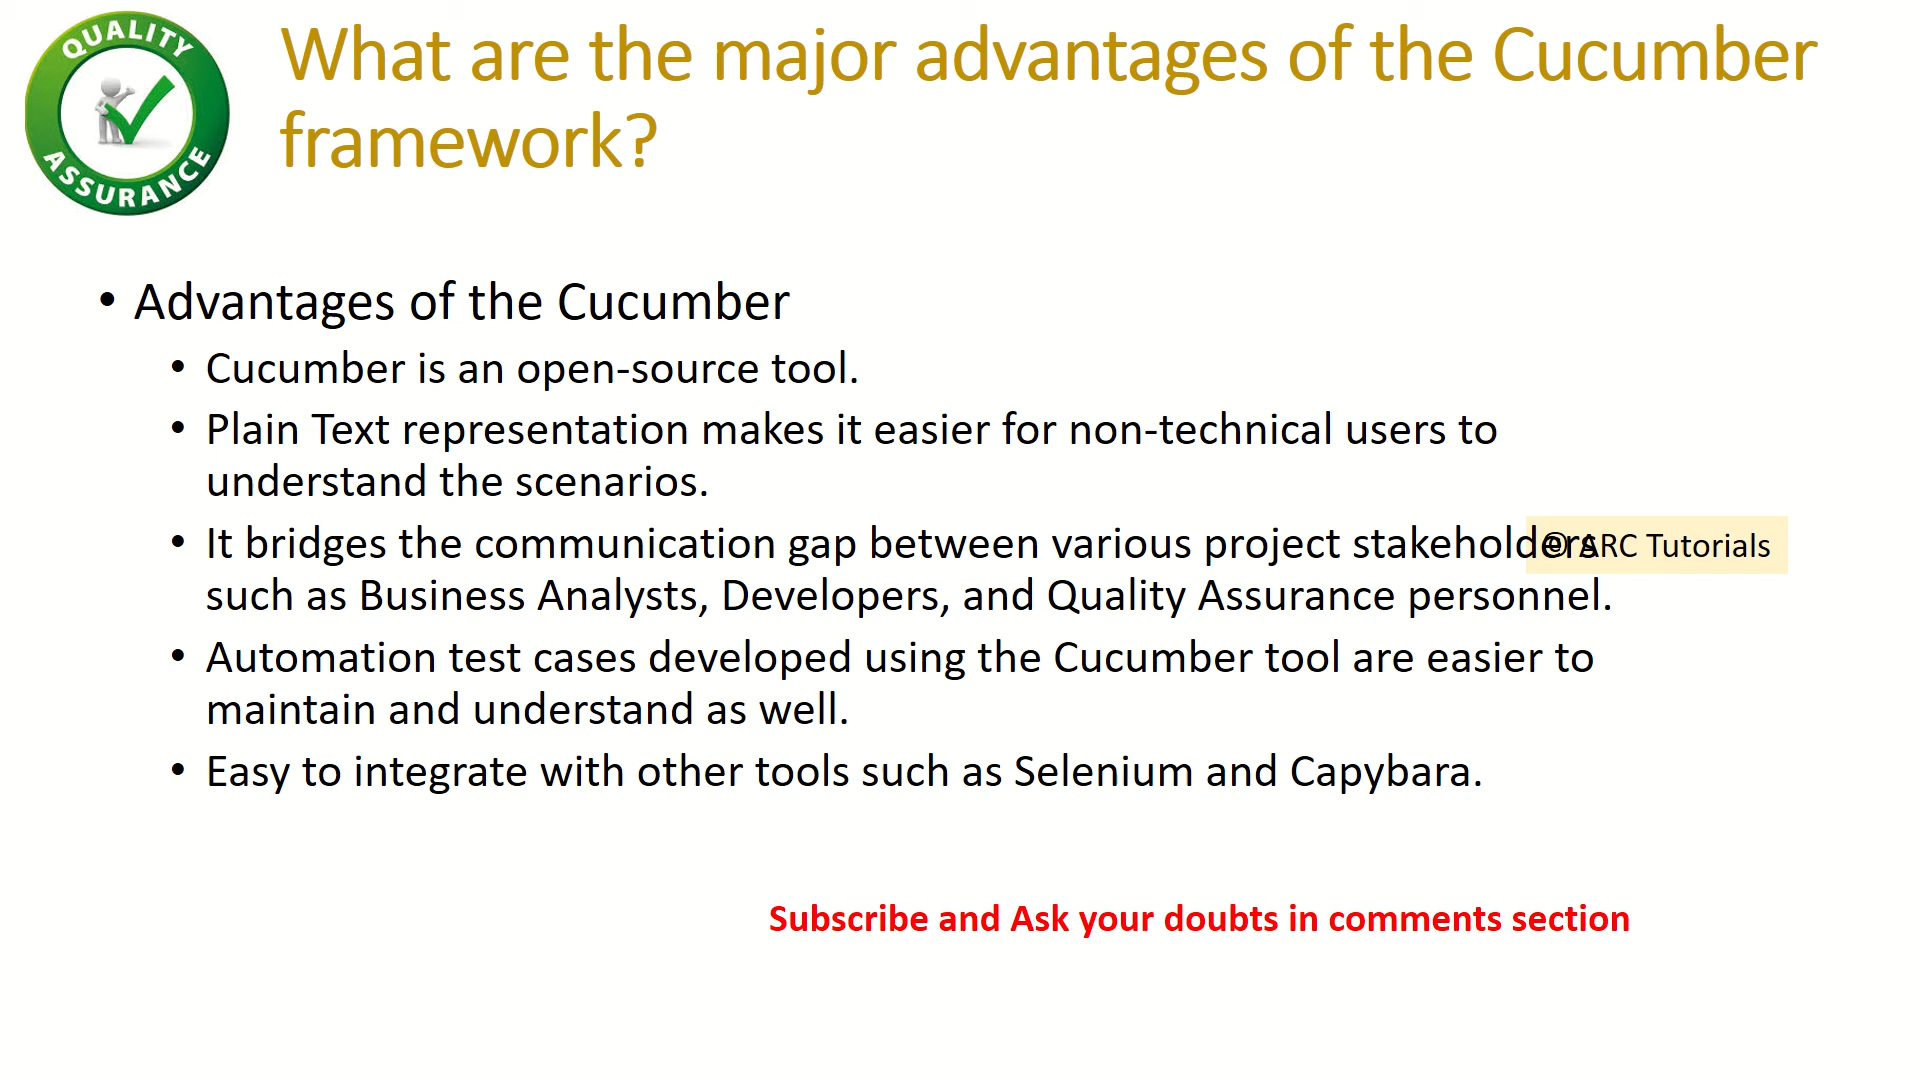 QUALITY
ASSURANCE
What are the major advantages of the Cucumber
framework?
• Advantages of the Cucumber
• Cucumber is an open-source tool.
• Plain Text representation makes it easier for non-technical users to
understand the scenarios.
• It bridges the communication gap between various project stakeholders
© ARC Tutorials
such as Business Analysts, Developers, and Quality Assurance personnel.
• Automation test cases developed using the Cucumber tool are easier to
maintain and understand as well.
• Easy to integrate with other tools such as Selenium and Capybara.
Subscribe and Ask your doubts in comments section